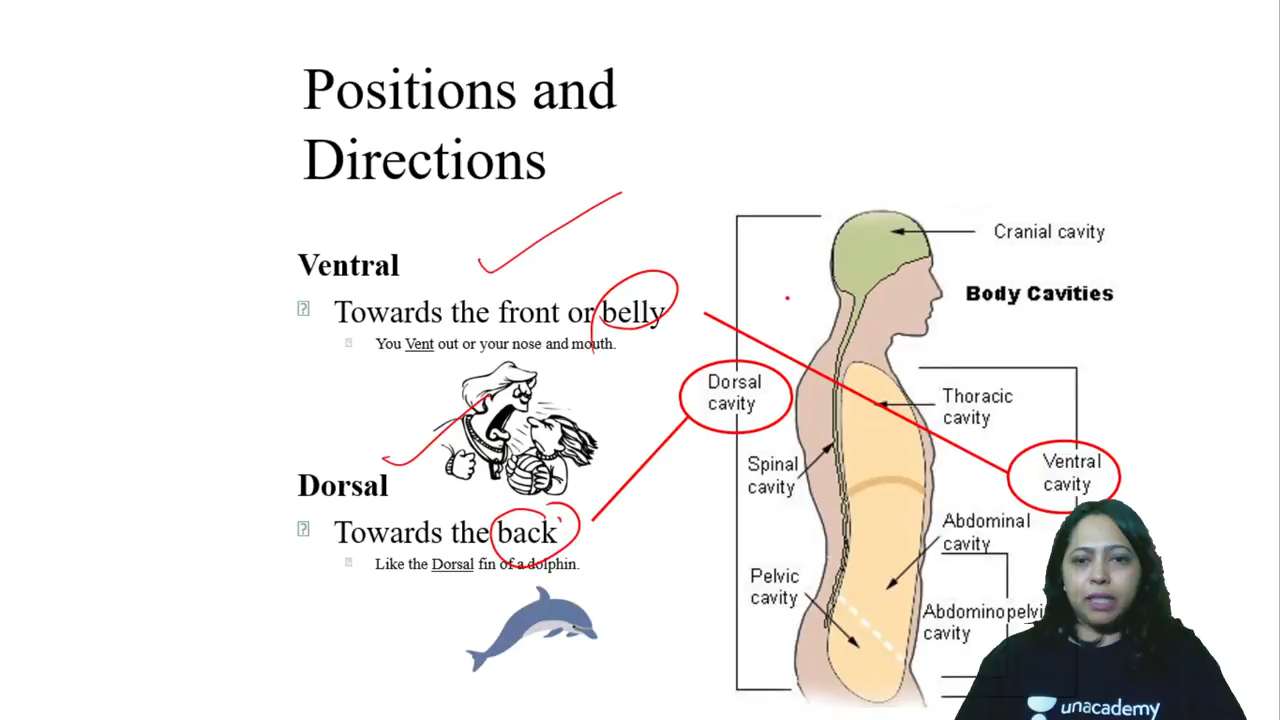 Positions and
Directions
Ventral
Towards the front or belly
You Vent out or your nose and mouth.
Dorsal
Towards the back
Like the Dorsal fin of a dolphin.
Cranial cavity
Body Cavities
Dorsal
cavity
Thoracic
cavity
Spinal
cavity
Ventral
cavity
Abdominal
cavity
Pelvic
cavity
Abdominopelvi
cavity
unacademy